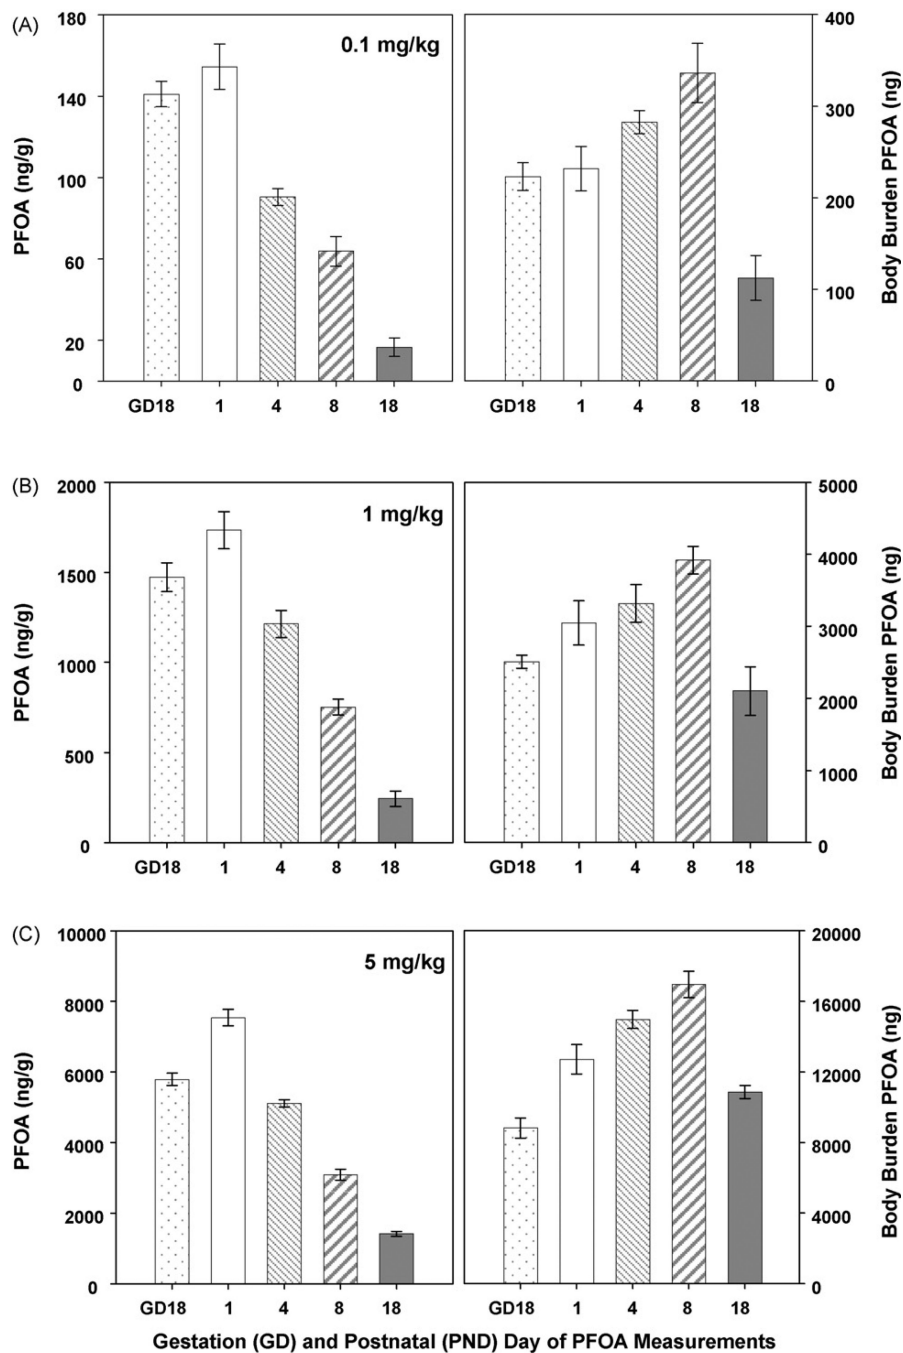 (A)
0.1 mg/kg
PFOA (ng/g)
180
140
100
60
20
0
GD18 1 4 8 18
Body Burden PFOA (ng)
400
300
200
100
0
GD18 1 4 8 18
(B)
1 mg/kg
PFOA (ng/g)
2000
1500
1000
500
0
GD18 1 4 8 18
Body Burden PFOA (ng)
5000
4000
3000
2000
1000
0
GD18 1 4 8 18
(C)
5 mg/kg
PFOA (ng/g)
10000
8000
6000
4000
2000
0
GD18 1 4 8 18
Body Burden PFOA (ng)
20000
16000
12000
8000
4000
0
GD18 1 4 8 18
Gestation (GD) and Postnatal (PND) Day of PFOA Measurements